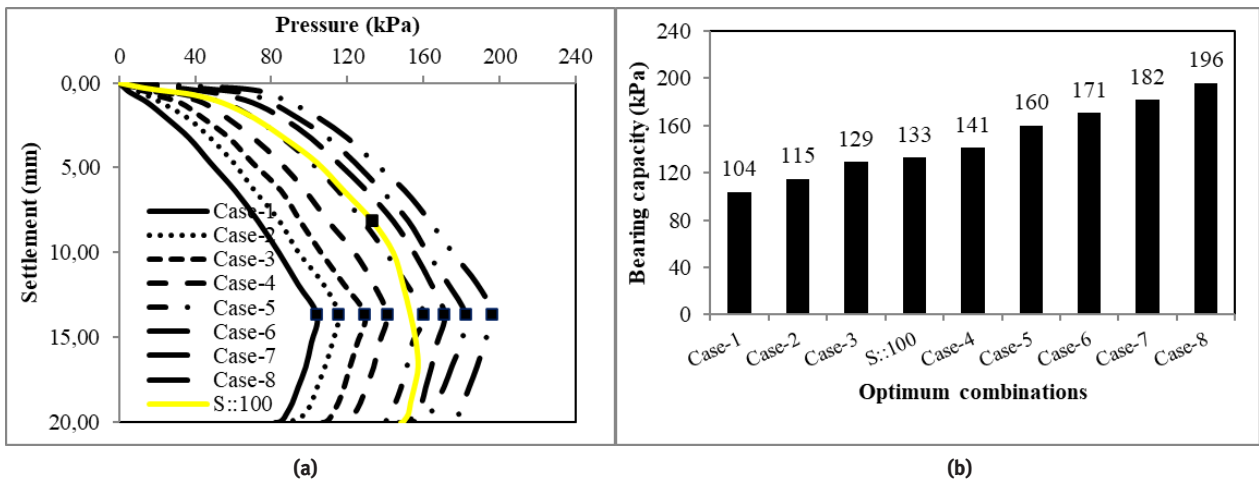 Pressure (kPa)
0 40 80 120 160 200 240
0.00
5,00
10,00
15,00
20,00
Settlement (mm)
Case-1
Case-2
Case-3
Case-4
Case-5
Case-6
Case-7
Case-8
S::100
(a)
240
200
160
120
80
40
0
Bearing capacity (kPa)
104 115 129 133 141 160 171 182 196
Case-1 Case-2 Case-3 S::100 Case-4 Case-5 Case-6 Case-7 Case-8
Optimum combinations
(b)